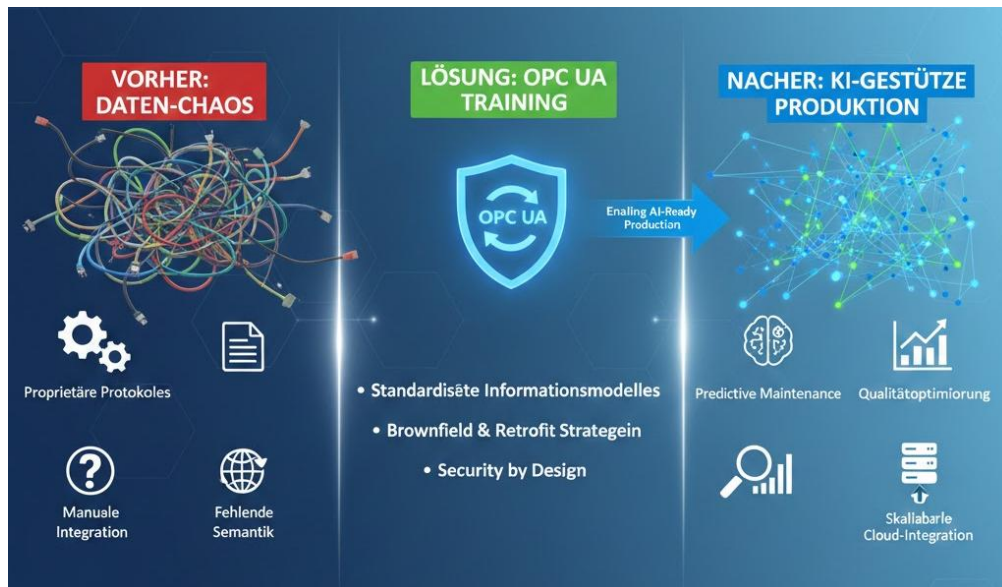 VORHER:
DATEN-CHAOS
Proprietäre Protokoles
Manuale
Integration
Fehlende
Semantik
LÖSUNG: OPC UA
TRAINING
OPC UA
Enaling AI-Ready
Production
• Standardisëte Informationsmodelles
• Brownfield & Retrofit Strategein
• Security by Design
NACHER: KI-GESTÜTZE
PRODUKTION
Predictive Maintenance
Qualitätoptimiorung
Skallabarle
Cloud-Integration